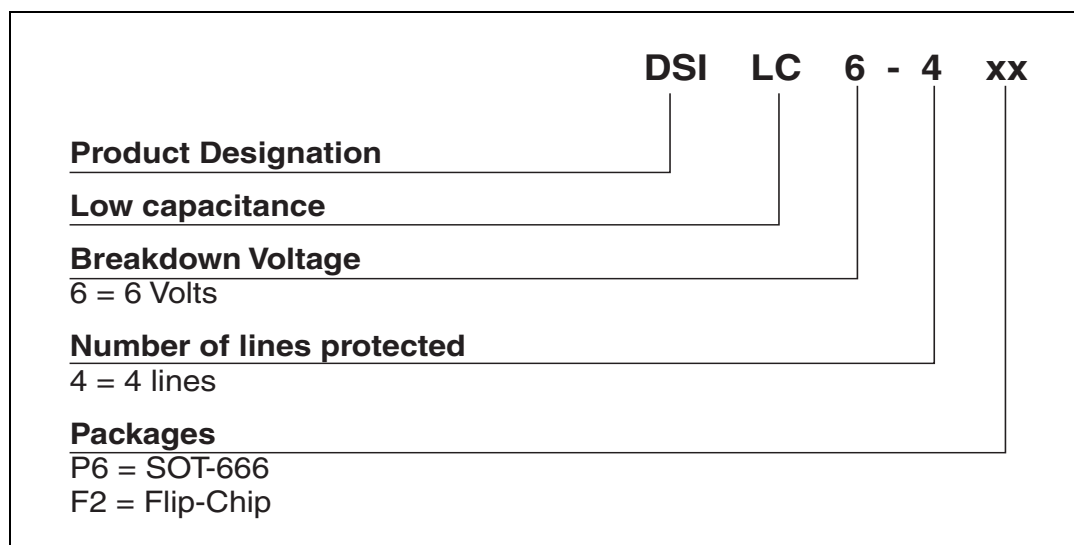 DSI LC 6 - 4 xx
Product Designation
Low capacitance
Breakdown Voltage
6 = 6 Volts
Number of lines protected
4 = 4 lines
Packages
P6 = SOT-666
F2 = Flip-Chip